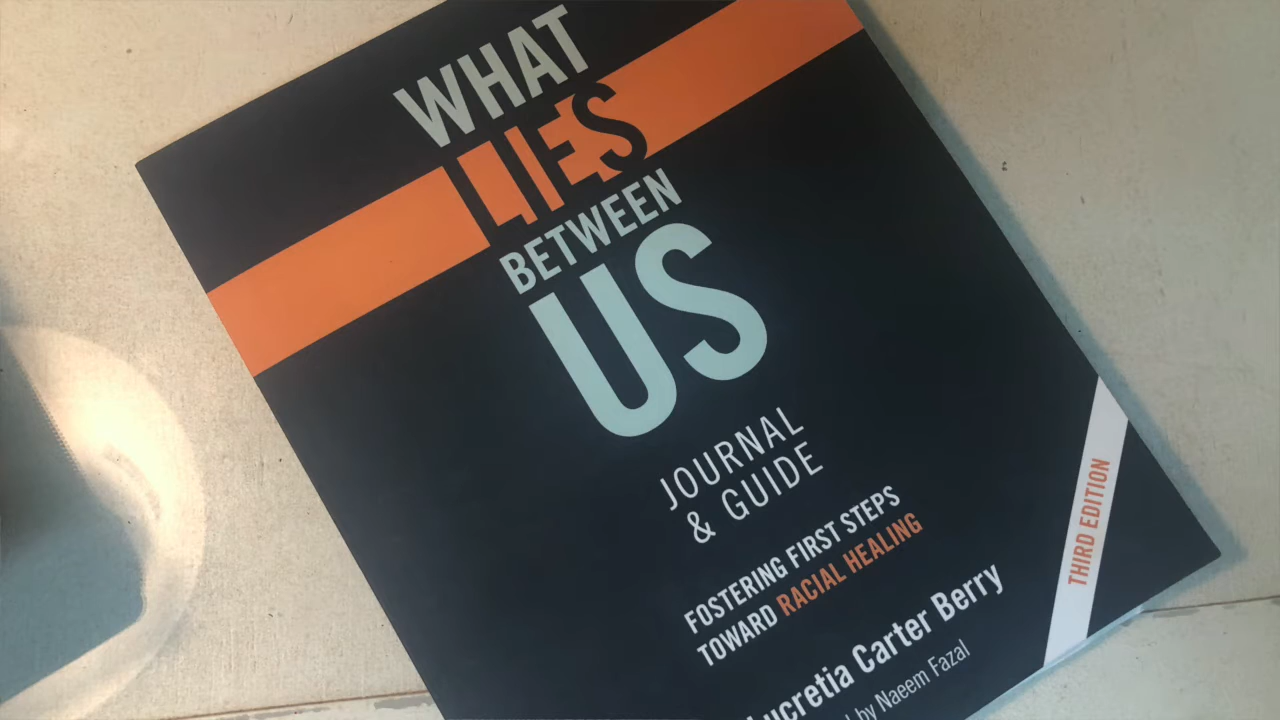 WHAT
LIES
BETWEEN
US
JOURNAL
& GUIDE
FOSTERING FIRST STEPS
TOWARD RACIAL HEALING
Lucretia Carter Berry
by Naeem Fazal
THIRD EDITION